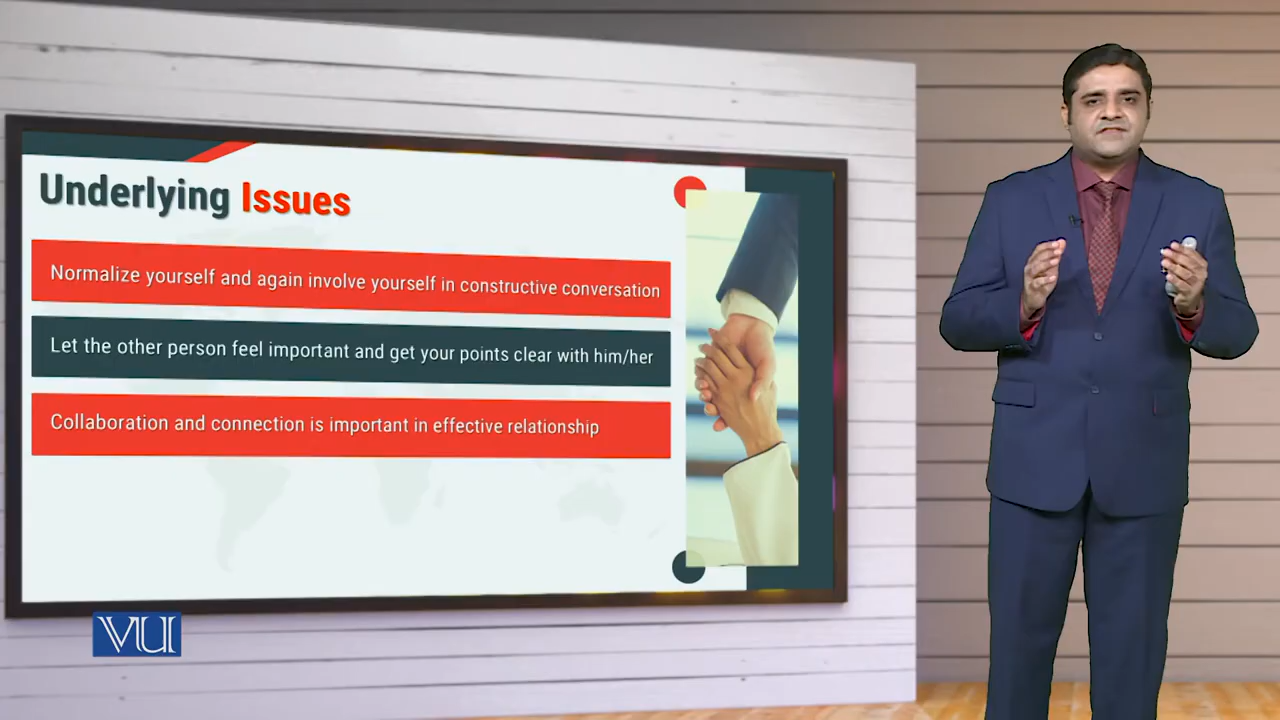 Underlying Issues
Normalize yourself and again involve yourself in constructive conversation
Let the other person feel important and get your points clear with him/her
Collaboration and connection is important in effective relationship
VU